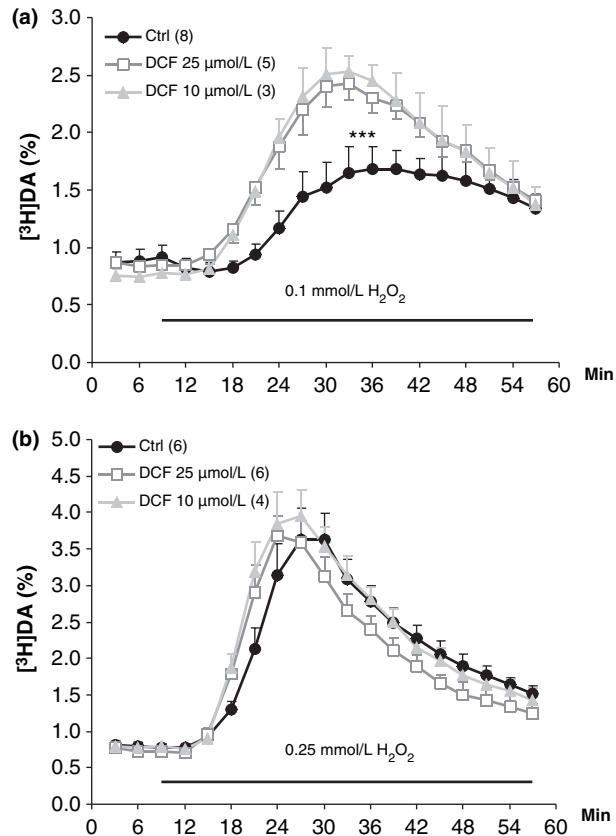 (a)
3.0
2.5
2.0
1.5
1.0
0.5
0.0
[³H]DA (%)
Ctrl (8)
DCF 25 µmol/L (5)
DCF 10 µmol/L (3)
***
0.1 mmol/L H₂O₂
0 6 12 18 24 30 36 42 48 54 60 Min
(b)
5.0
4.5
4.0
3.5
3.0
2.5
2.0
1.5
1.0
0.5
0.0
[³H]DA (%)
Ctrl (6)
DCF 25 µmol/L (6)
DCF 10 µmol/L (4)
0.25 mmol/L H₂O₂
0 6 12 18 24 30 36 42 48 54 60 Min